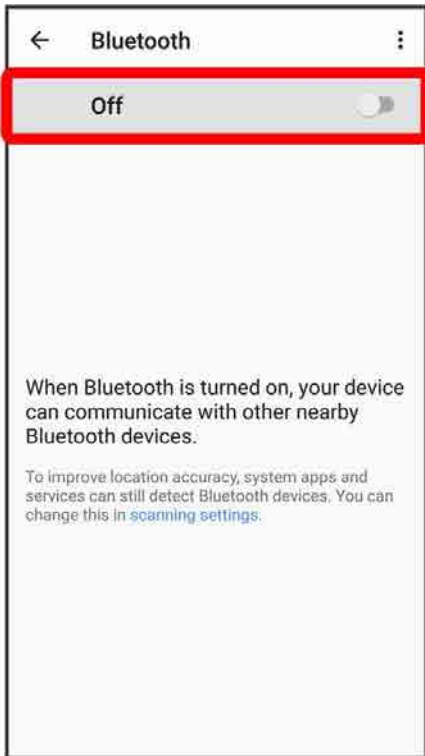 Bluetooth
Off
When Bluetooth is turned on, your device
can communicate with other nearby
Bluetooth devices.
To improve location accuracy, system apps and
services can still detect Bluetooth devices. You can
change this in scanning settings.